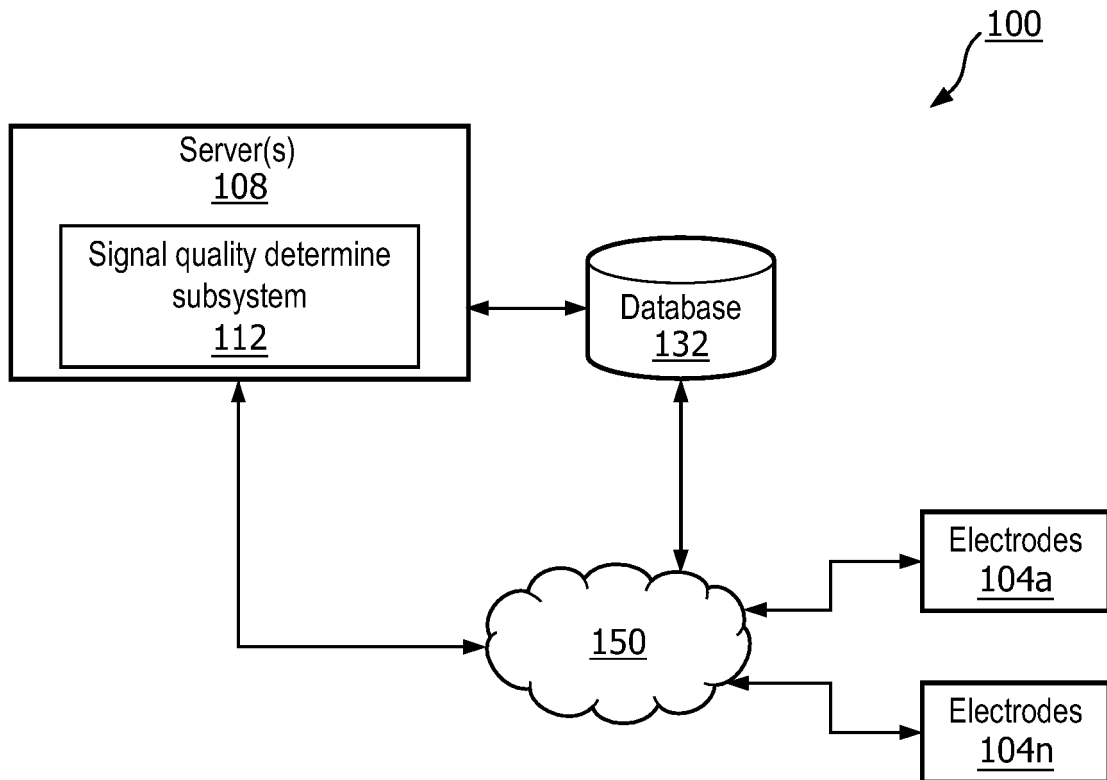 100
Server(s)
108
Signal quality determine
subsystem
112
Database
132
150
Electrodes
104a
Electrodes
104n